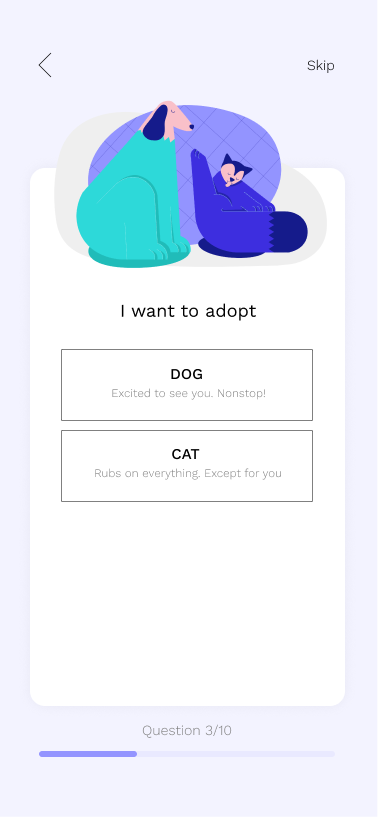 Skip
I want to adopt
DOG
Excited to see you. Nonstop!
CAT
Rubs on everything. Except for you
Question 3/10